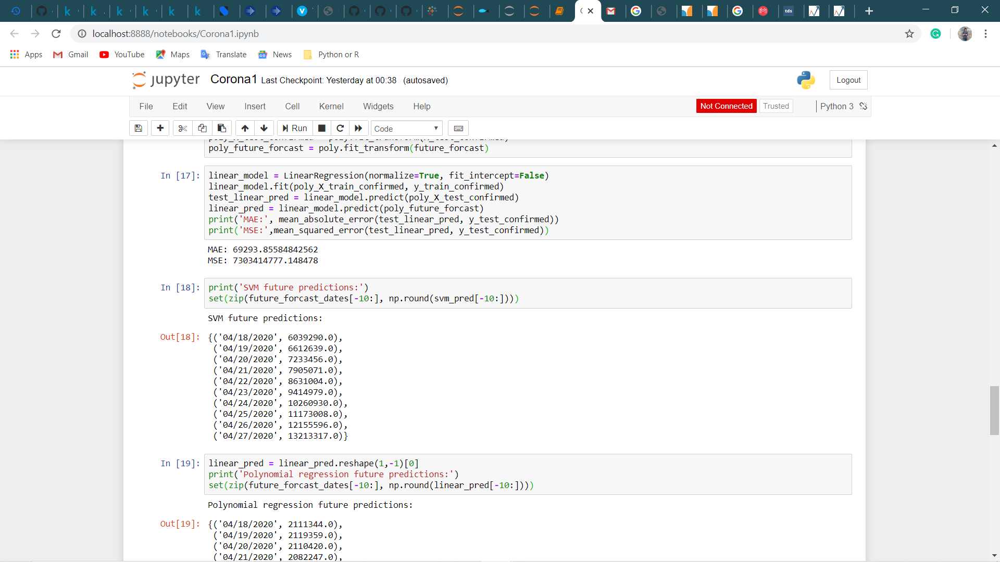 tds
localhost:8888/notebooks/Corona1.ipynb
Apps Gmail YouTube Maps Translate News Python or R
jupyter Corona1 Last Checkpoint: Yesterday at 00:38 (autosaved) Logout
File Edit View Insert Cell Kernel Widgets Help Not Connected Trusted Python 3
Run Code
poly_future_forcast = poly.fit_transform(future_forcast)
In [17]: linear_model = LinearRegression(normalize=True, fit_intercept=False)
linear_model.fit(poly_X_train_confirmed, y_train_confirmed)
test_linear_pred = linear_model.predict(poly_X_test_confirmed)
linear_pred = linear_model.predict(poly_future_forcast)
print('MAE:', mean_absolute_error(test_linear_pred, y_test_confirmed))
print('MSE:',mean_squared_error(test_linear_pred, y_test_confirmed))
MAE: 69293.85584842562
MSE: 7303414777.148478
In [18]: print('SVM future predictions:')
set(zip(future_forcast_dates[-10:], np.round(svm_pred[-10:])))
SVM future predictions:
Out[18]: {('04/18/2020', 6039290.0),
('04/19/2020', 6612639.0),
('04/20/2020', 7233456.0),
('04/21/2020', 7905071.0),
('04/22/2020', 8631004.0),
('04/23/2020', 9414979.0),
('04/24/2020', 10260930.0),
('04/25/2020', 11173008.0),
('04/26/2020', 12155596.0),
('04/27/2020', 13213317.0)}
In [19]: linear_pred = linear_pred.reshape(1,-1)[0]
print('Polynomial regression future predictions:')
set(zip(future_forcast_dates[-10:], np.round(linear_pred[-10:])))
Polynomial regression future predictions:
Out[19]: {('04/18/2020', 2111344.0),
('04/19/2020', 2119359.0),
('04/20/2020', 2110420.0),
('04/21/2020', 2082247.0),